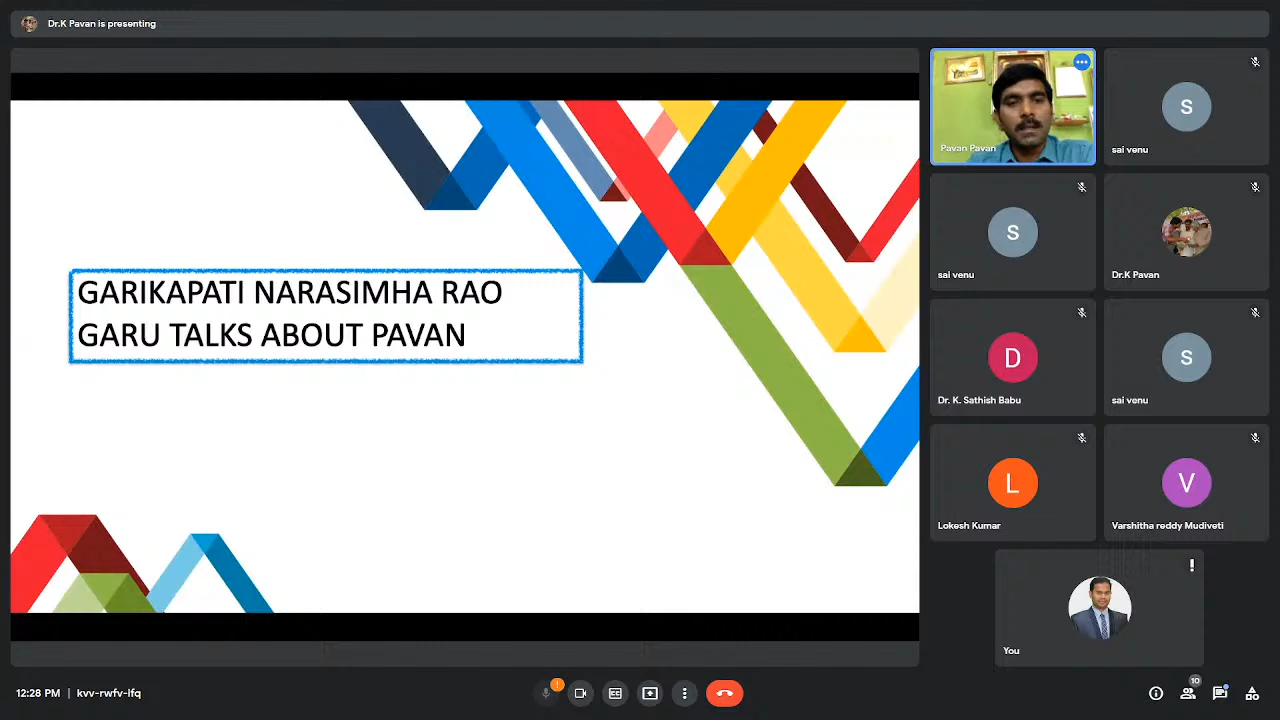 Dr.K Pavan is presenting
GARIKAPATI NARASIMHA RAO
GARU TALKS ABOUT PAVAN
Pavan Pavan
S
sai venu
S
sai venu
Dr.K Pavan
D
Dr. K. Sathish Babu
S
sai venu
L
Lokesh Kumar
V
Varshitha reddy Mudiveti
You
12:28 PM | kvv-rwfv-lfq
10